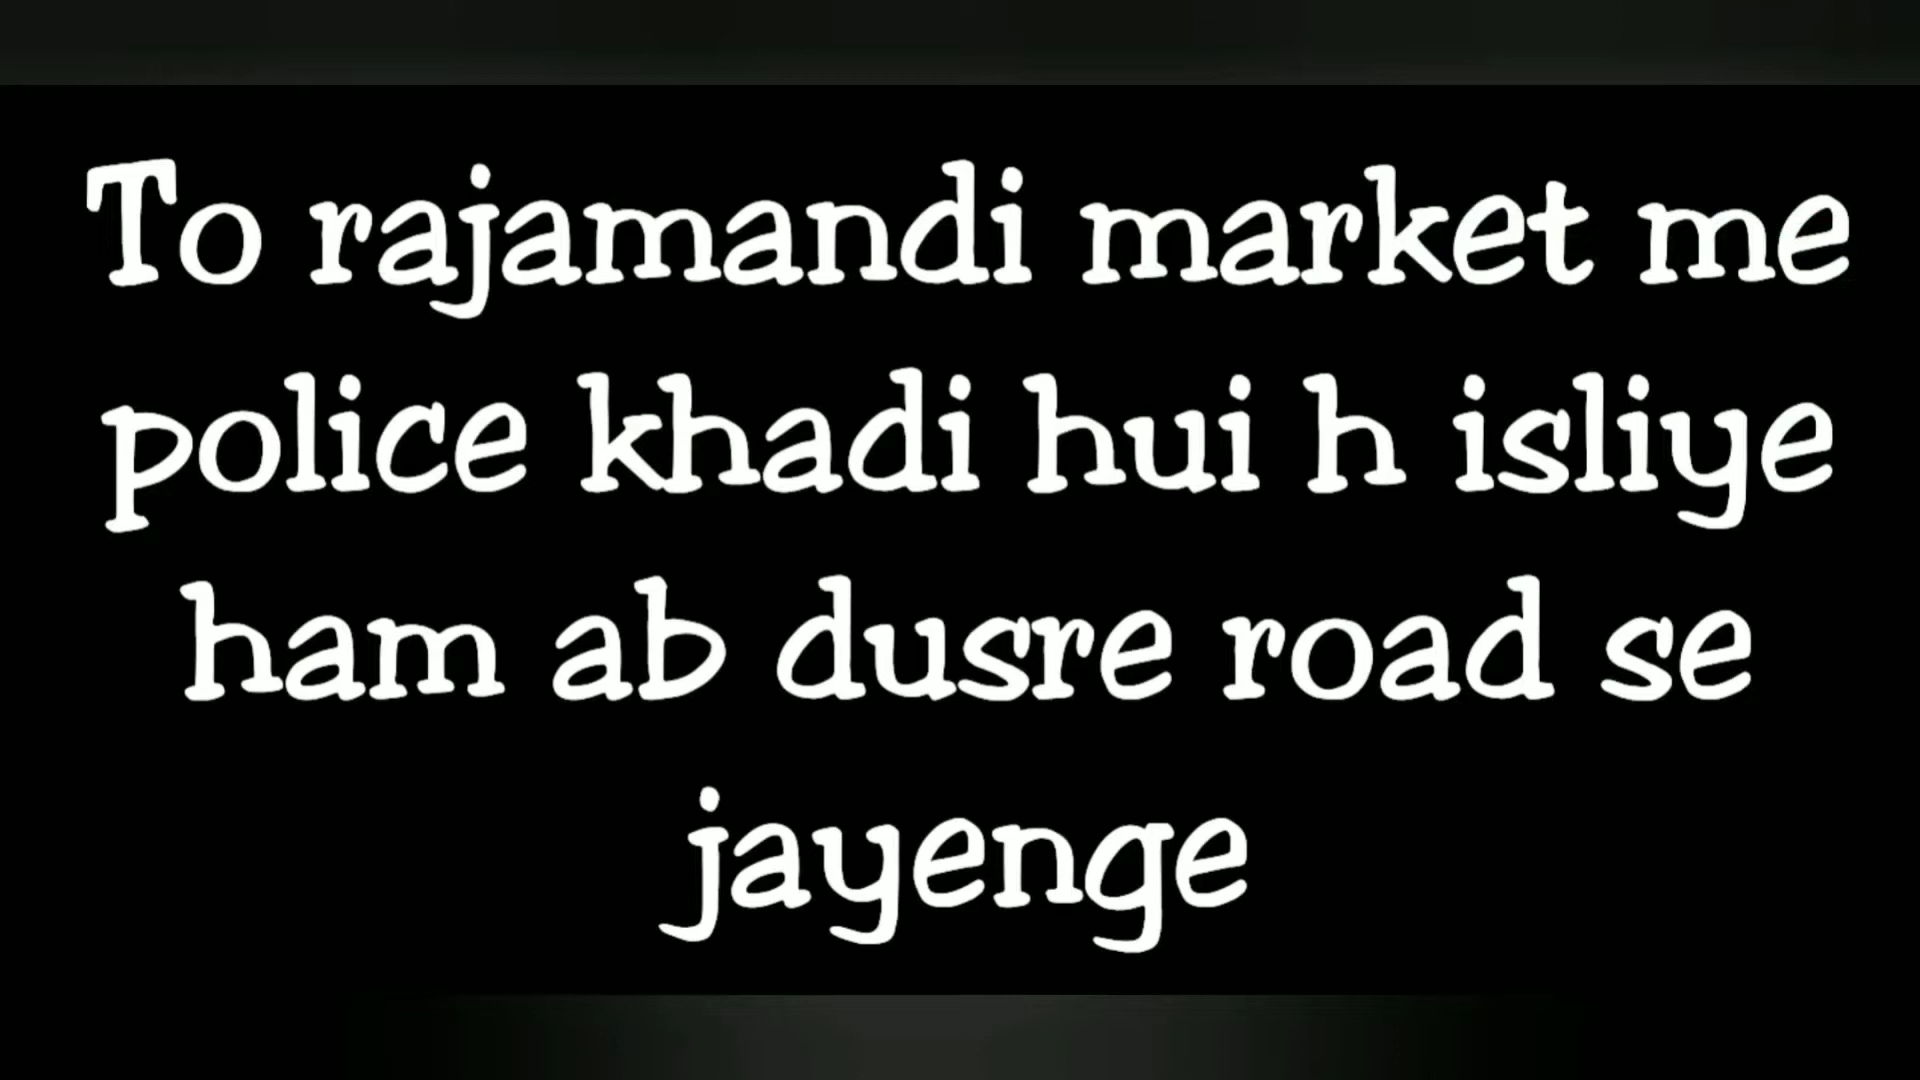 To rajamandi market me
police khadi hui h isliye
ham ab dusre road se
jayenge